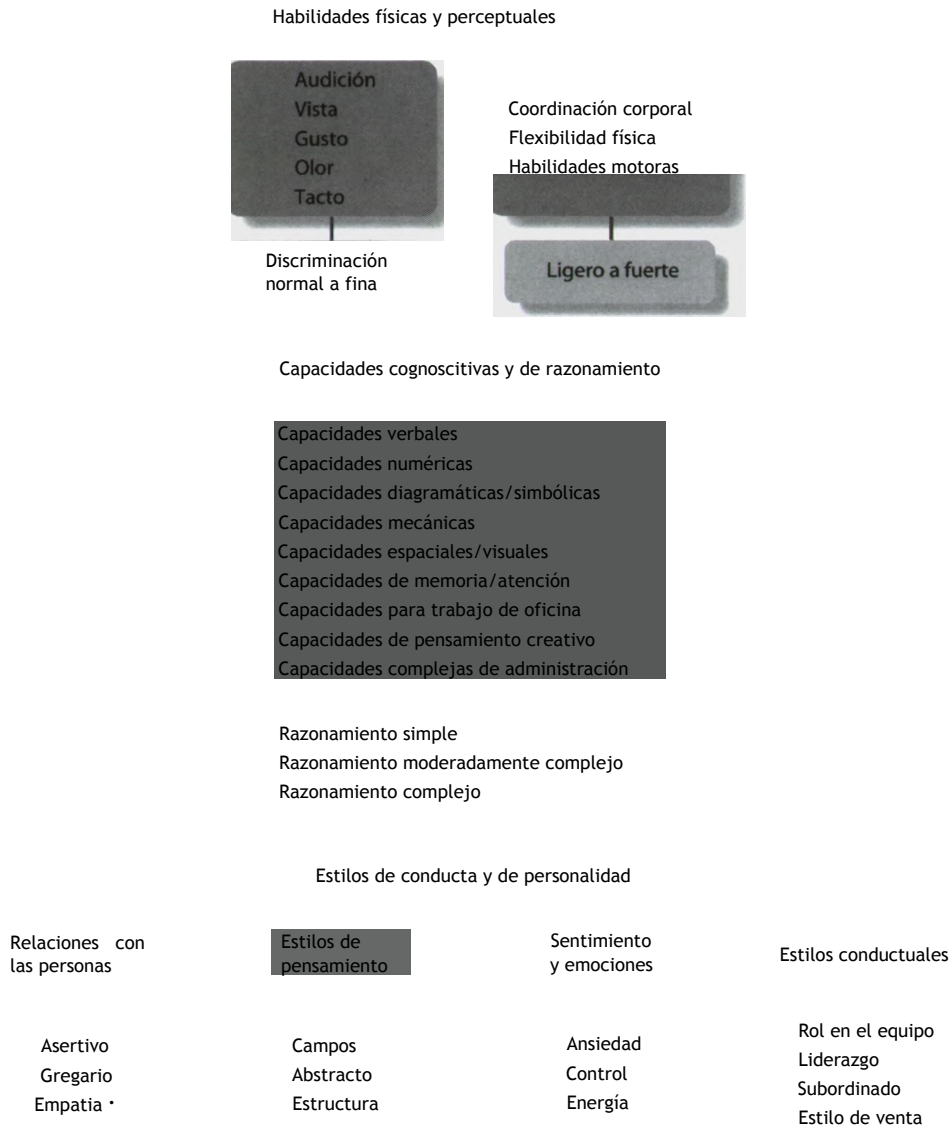 Habilidades físicas y perceptuales
Audición
Vista
Gusto
Olor
Tacto
Coordinación corporal
Flexibilidad física
Habilidades motoras
Discriminación
normal a fina
Ligero a fuerte
Capacidades cognoscitivas y de razonamiento
Capacidades verbales
Capacidades numéricas
Capacidades diagramáticas/simbólicas
Capacidades mecánicas
Capacidades espaciales/visuales
Capacidades de memoria/atención
Capacidades para trabajo de oficina
Capacidades de pensamiento creativo
Capacidades complejas de administración
Razonamiento simple
Razonamiento moderadamente complejo
Razonamiento complejo
Estilos de conducta y de personalidad
Relaciones con
las personas
Estilos de
pensamiento
Sentimiento
y emociones
Estilos conductuales
Asertivo
Gregario
Empatia ·
Campos
Abstracto
Estructura
Ansiedad
Control
Energía
Rol en el equipo
Liderazgo
Subordinado
Estilo de venta